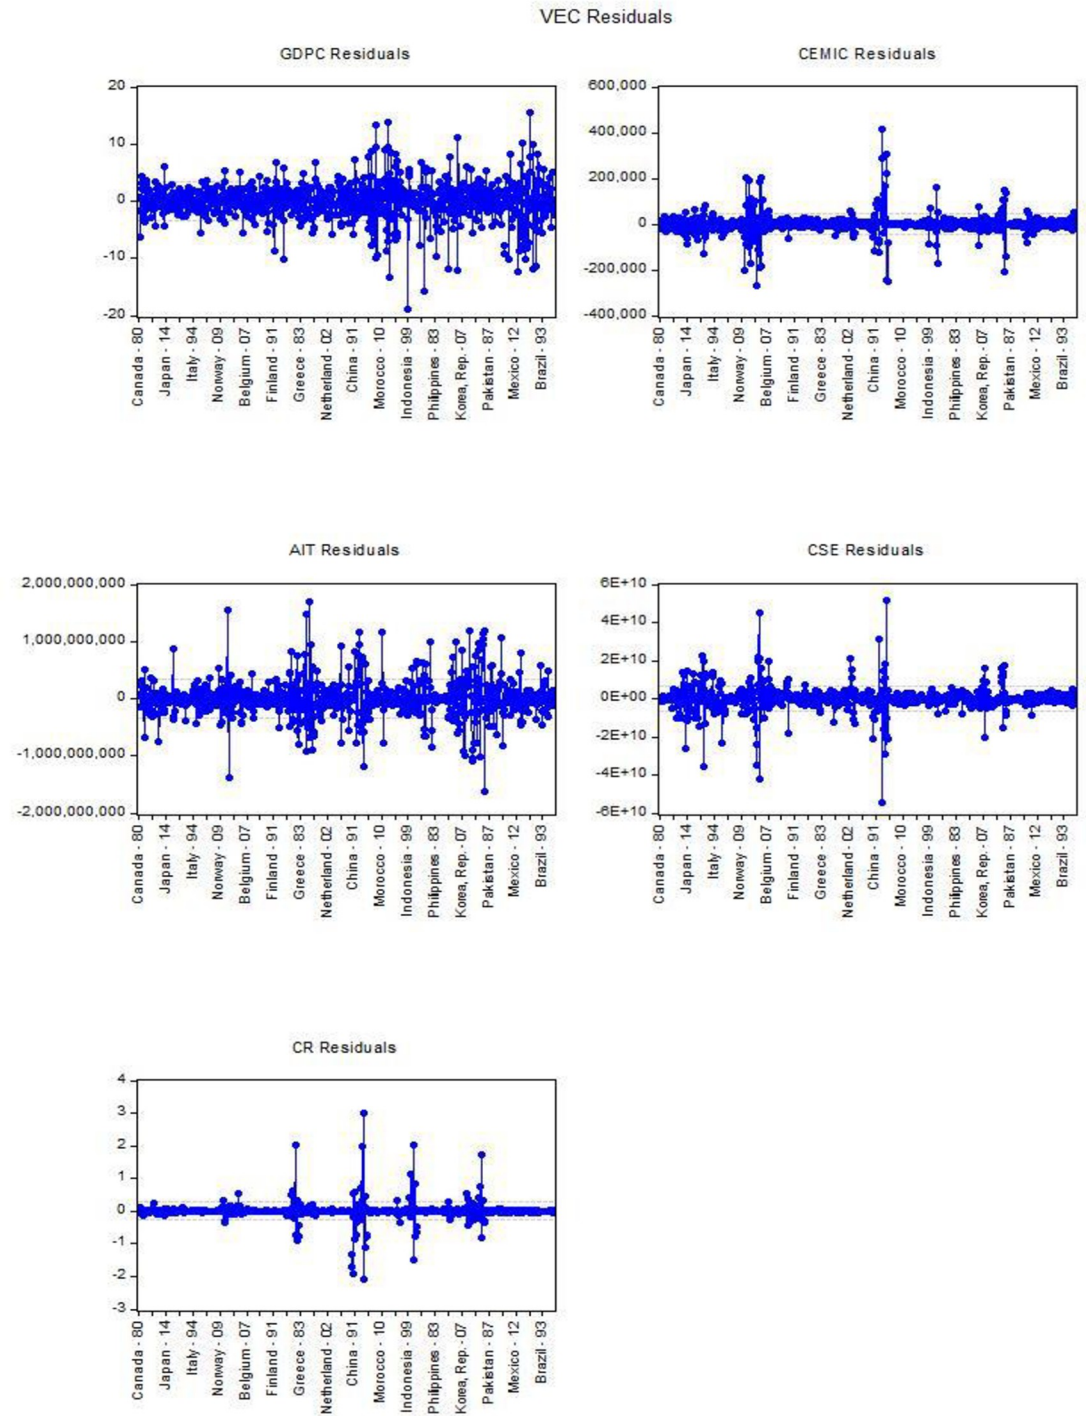 VEC Residuals
GDPC Residuals
20
10
0
-10
-20
Canada - 80
Japan - 14
Italy - 94
Norway - 09
Belgium - 07
Finland - 91
Greece - 83
Netherland - 02
China - 91
Morocco - 10
Indonesia - 99
Philippines - 83
Korea, Rep. - 07
Pakistan - 87
Mexico - 12
Brazil - 93
CEMIC Residuals
600,000
400,000
200,000
0
-200,000
-400,000
Canada - 80
Japan - 14
Italy - 94
Norway - 09
Belgium - 07
Finland - 91
Greece - 83
Netherland - 02
China - 91
Morocco - 10
Indonesia - 99
Philippines - 83
Korea, Rep. - 07
Pakistan - 87
Mexico - 12
Brazil - 93
AIT Residuals
2,000,000,000
1,000,000,000
0
-1,000,000,000
-2,000,000,000
Canada - 80
Japan - 14
Italy - 94
Norway - 09
Belgium - 07
Finland - 91
Greece - 83
Netherland - 02
China - 91
Morocco - 10
Indonesia - 99
Philippines - 83
Korea, Rep. - 07
Pakistan - 87
Mexico - 12
Brazil - 93
CSE Residuals
6E+10
4E+10
2E+10
0E+00
-2E+10
-4E+10
-6E+10
Canada - 80
Japan - 14
Italy - 94
Norway - 09
Belgium - 07
Finland - 91
Greece - 83
Netherland - 02
China - 91
Morocco - 10
Indonesia - 99
Philippines - 83
Korea, Rep. - 07
Pakistan - 87
Mexico - 12
Brazil - 93
CR Residuals
4
3
2
1
0
-1
-2
-3
Canada - 80
Japan - 14
Italy - 94
Norway - 09
Belgium - 07
Finland - 91
Greece - 83
Netherland - 02
China - 91
Morocco - 10
Indonesia - 99
Philippines - 83
Korea, Rep. - 07
Pakistan - 87
Mexico - 12
Brazil - 93